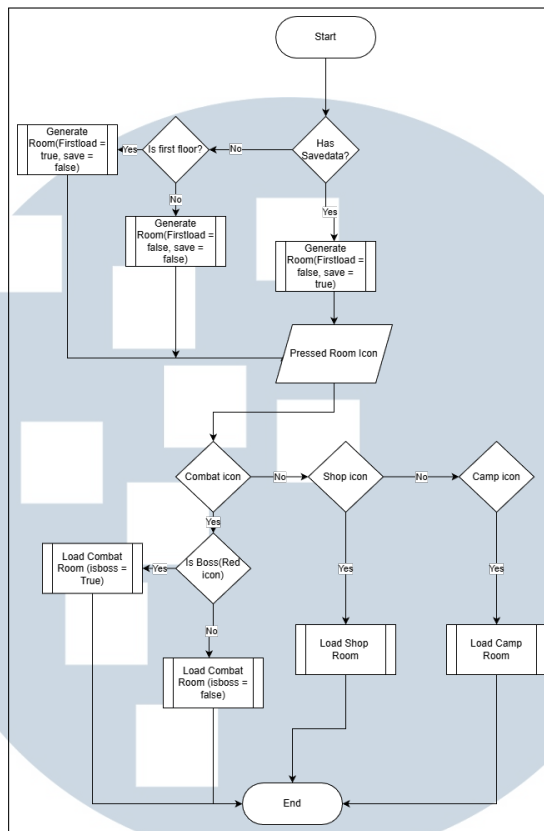 Start
Has
Savedata?
No
Is first floor?
Yes
Generate
Room(Firstload =
true, save =
false)
No
Generate
Room(Firstload =
false, save =
false)
Yes
Generate
Room(Firstload =
false, save =
true)
Pressed Room Icon
Combat icon
No
Shop icon
No
Camp icon
Yes
Is Boss(Red
icon)
Yes
Load Combat
Room (isboss =
True)
No
Load Combat
Room (isboss =
false)
Yes
Load Shop
Room
Yes
Load Camp
Room
End